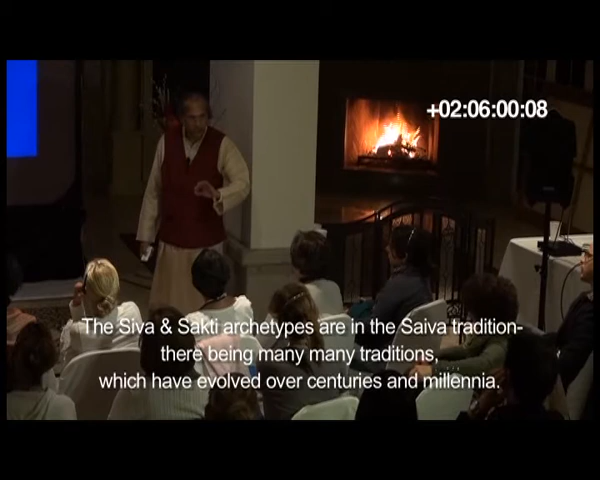 +02:06:00:08
The Siva & Sakti archetypes are in the Saiva tradition-
there being many many traditions,
which have evolved over centuries and millennia.